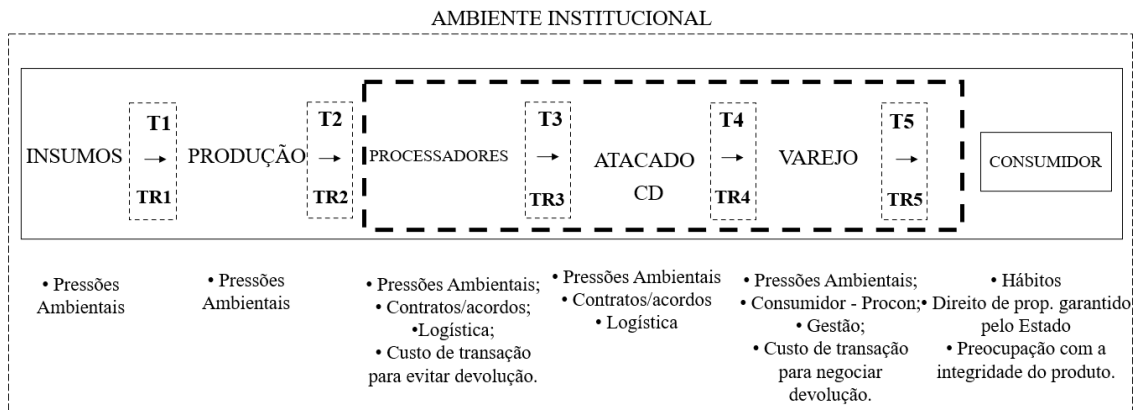 AMBIENTE INSTITUCIONAL
INSUMOS
T1
TR1
PRODUÇÃO
T2
TR2
PROCESSADORES
T3
TR3
ATACADO
CD
T4
TR4
VAREJO
T5
TR5
CONSUMIDOR
• Pressões
Ambientais
• Pressões
Ambientais
• Pressões Ambientais;
• Contratos/acordos;
•Logística;
• Custo de transação
para evitar devolução.
• Pressões Ambientais
• Contratos/acordos
• Logística
• Pressões Ambientais;
• Consumidor - Procon;
• Gestão;
• Custo de transação
para negociar
devolução.
• Hábitos
• Direito de prop. garantido
pelo Estado
• Preocupação com a
integridade do produto.